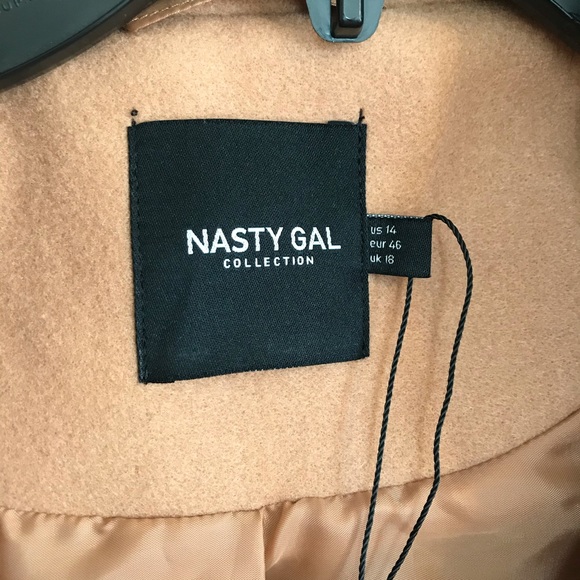 NASTY GAL
COLLECTION
us 14
eur 46
uk 18